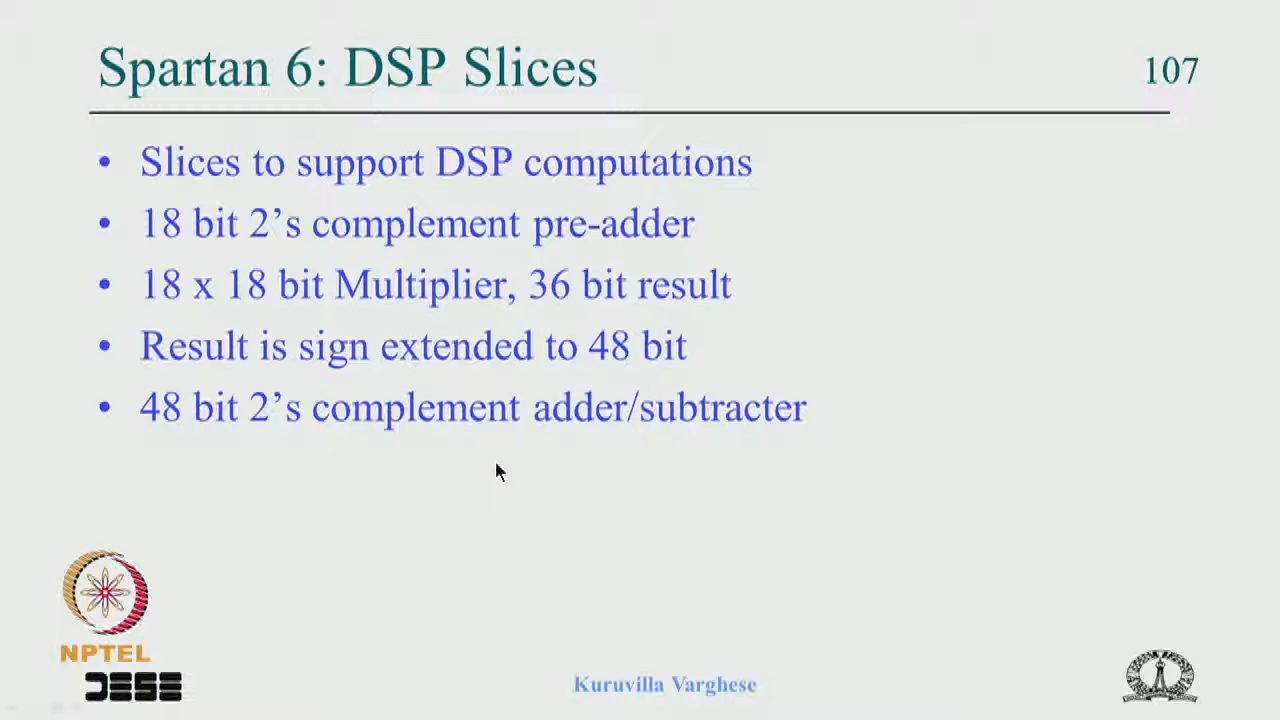 Spartan 6: DSP Slices
107
• Slices to support DSP computations
• 18 bit 2’s complement pre-adder
• 18 x 18 bit Multiplier, 36 bit result
• Result is sign extended to 48 bit
• 48 bit 2’s complement adder/subtracter
NPTEL
DESE
Kuruvilla Varghese